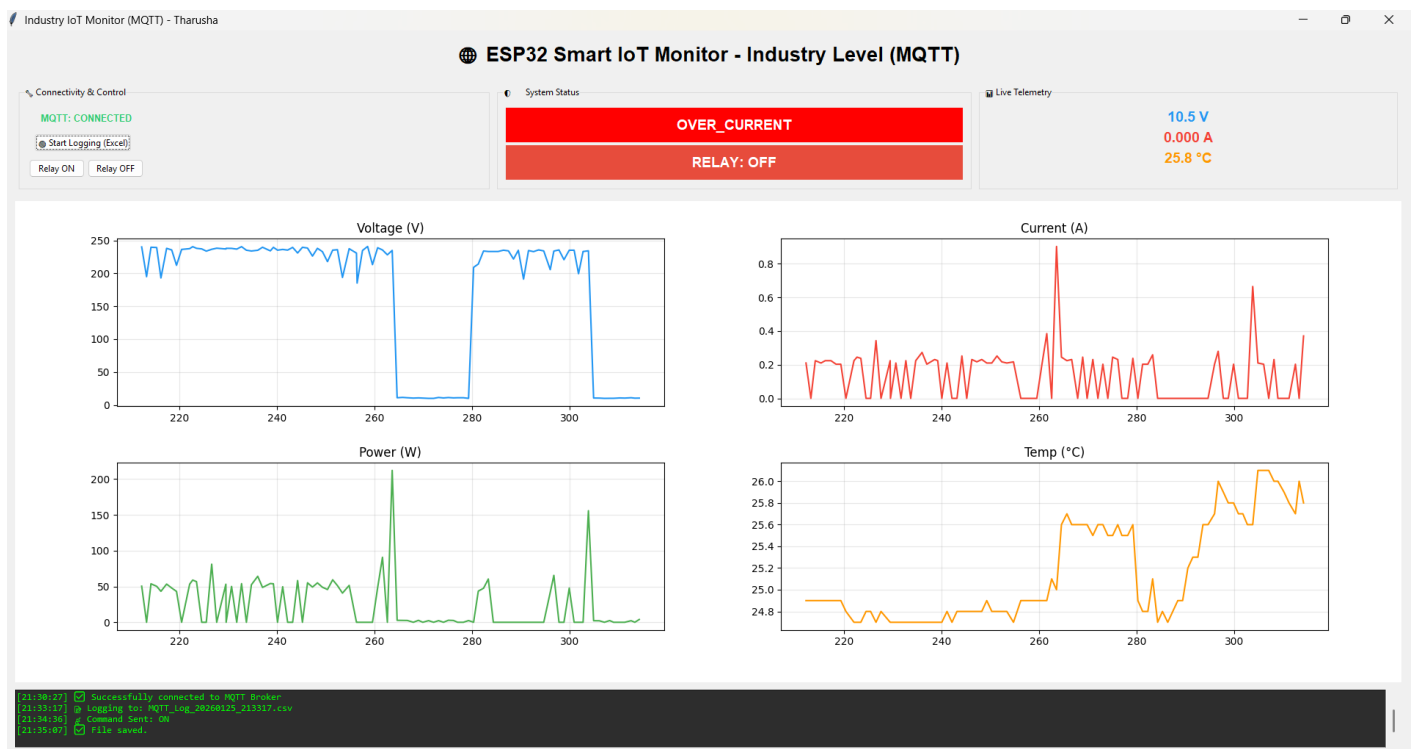 Industry IoT Monitor (MQTT) - Tharusha
ESP32 Smart IoT Monitor - Industry Level (MQTT)
Connectivity & Control
MQTT: CONNECTED
Start Logging (Excel)
Relay ON Relay OFF
System Status
OVER_CURRENT
RELAY: OFF
Live Telemetry
10.5 V
0.000 A
25.8 °C
Voltage (V)
250
200
150
100
50
0
220 240 260 280 300
Current (A)
0.8
0.6
0.4
0.2
0.0
220 240 260 280 300
Power (W)
200
150
100
50
0
220 240 260 280 300
Temp (°C)
26.0
25.8
25.6
25.4
25.2
25.0
24.8
220 240 260 280 300
[21:30:27] Successfully connected to MQTT Broker
[21:33:17] Logging to: MQTT_Log_20260125_213317.csv
[21:34:36] Command Sent: ON
[21:35:07] File saved.